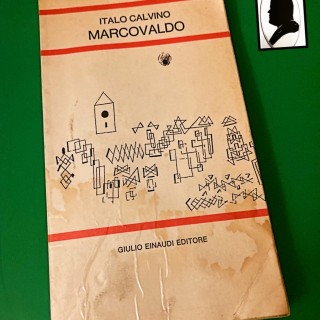 ITALO CALVINO
MARCOVALDO
GIULIO EINAUDI EDITORE